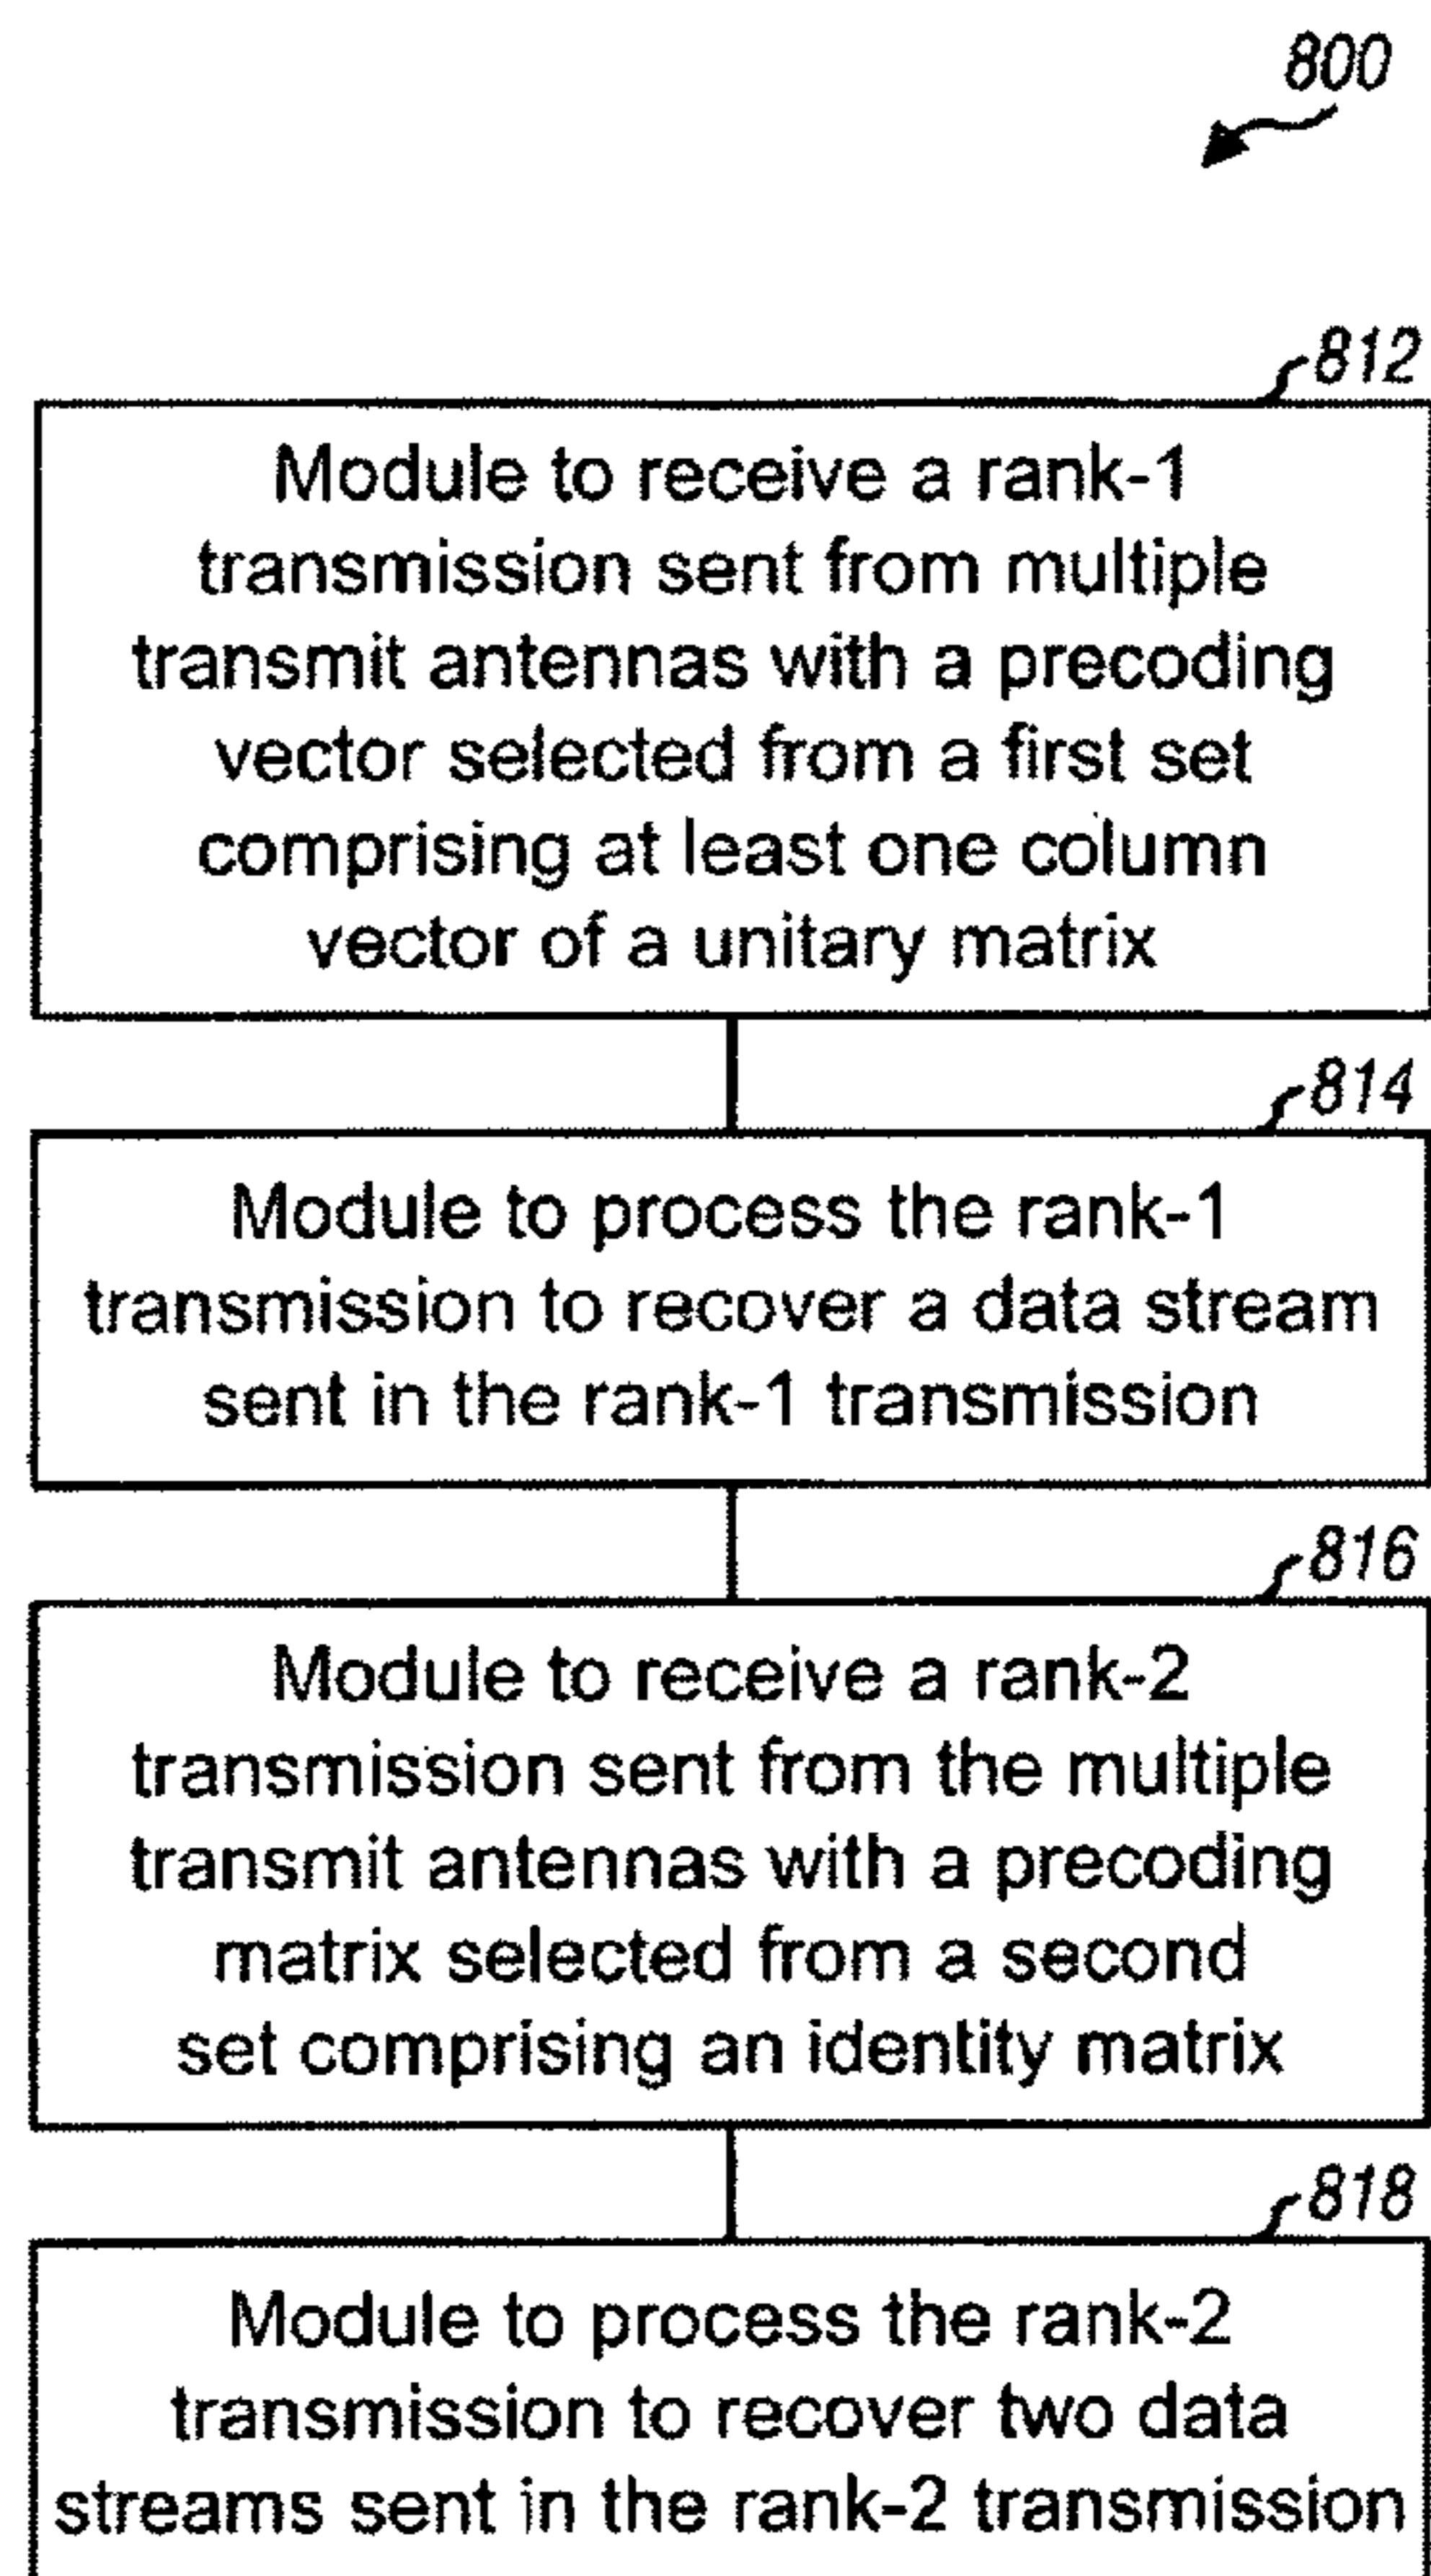 800
812
Module to receive a rank-1
transmission sent from multiple
transmit antennas with a precoding
vector selected from a first set
comprising at least one column
vector of a unitary matrix
814
Module to process the rank-1
transmission to recover a data stream
sent in the rank-1 transmission
816
Module to receive a rank-2
transmission sent from the multiple
transmit antennas with a precoding
matrix selected from a second
set comprising an identity matrix
818
Module to process the rank-2
transmission to recover two data
streams sent in the rank-2 transmission